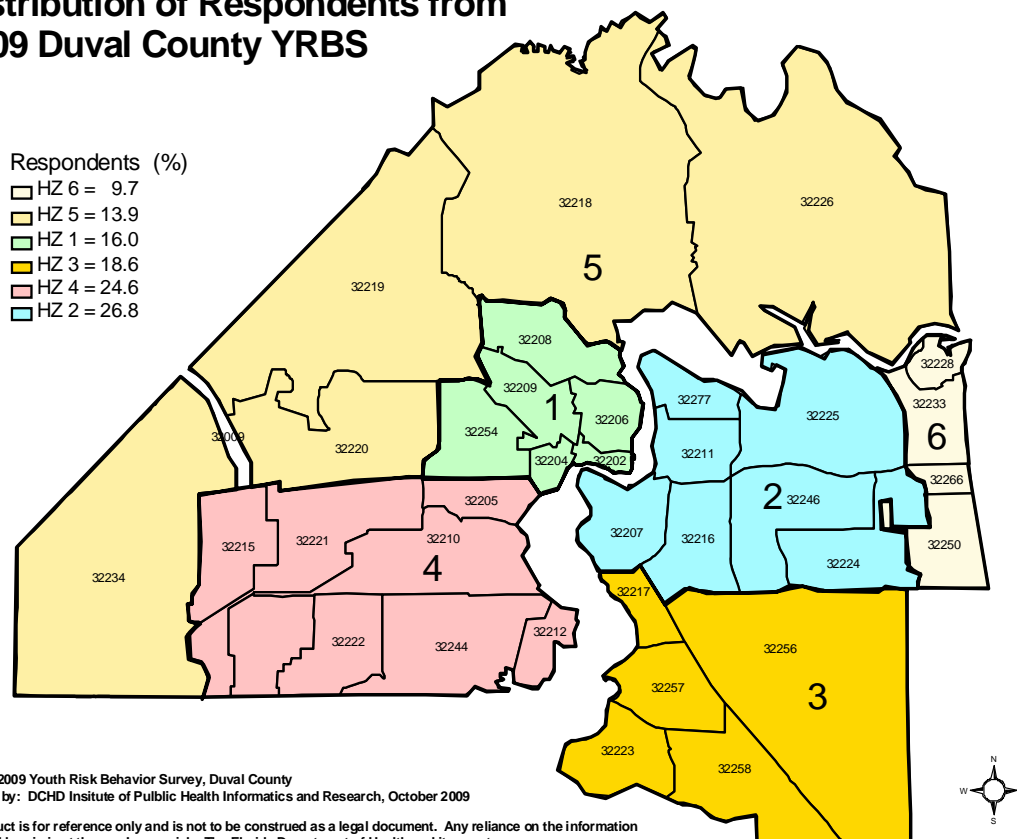 stribution of Respondents from
09 Duval County YRBS
Respondents (%)
HZ 6 = 9.7
HZ 5 = 13.9
HZ 1 = 16.0
HZ 3 = 18.6
HZ 4 = 24.6
HZ 2 = 26.8
32218
32226
5
32219
32208
32228
32209
32277
32233
1
32225
32206
32254
6
32009
32220
32211
32204
32202
32266
32205
2
32246
32207
32216
32215
32221
32210
32250
4
32224
32234
32217
32212
32222
32244
32256
32257
3
32223
32258
2009 Youth Risk Behavior Survey, Duval County
by: DCHD Insitute of Pulblic Health Informatics and Research, October 2009
uct is for reference only and is not to be construed as a legal document. Any reliance on the information
N
W
S